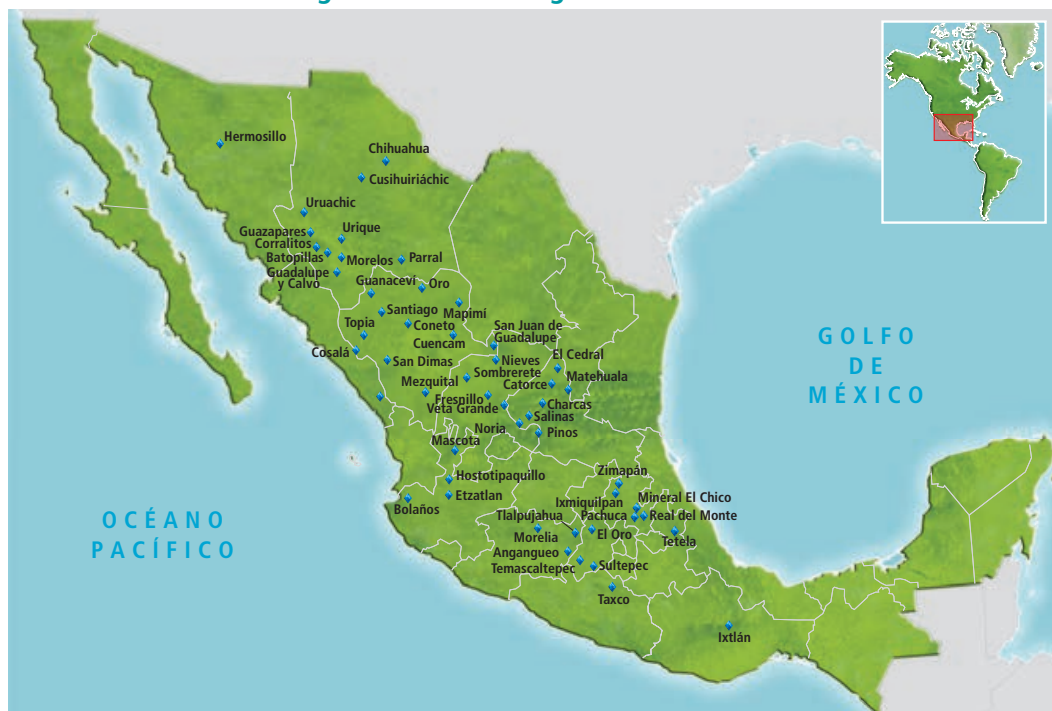 Hermosillo
Chihuahua
Cusihuiriáchic
Uruachic
Guazapares
Urique
Corralitos
Batopillas
Morelos
Parral
Guadalupe
y Calvo
Guanaceví
Oro
Santiago
Mapimí
Topia
Coneto
Cuencam
San Juan de
Guadalupe
Cosalá
San Dimas
Nieves
El Cedral
Sombrerete
Mezquital
Catorce
Matehuala
Fresnillo
Veta Grande
Charcas
Salinas
Noria
Pinos
Mascota
Hostotipaquillo
Etzatlan
Bolaños
Zimapán
Ixmiquilpan
Mineral El Chico
Tlalpujahua
Pachuca
Real del Monte
Morelia
El Oro
Tetela
Angangueo
Temascaltepec
Sultepec
Taxco
Ixtlán
GOLFO
DE
MÉXICO
OCÉANO
PACÍFICO